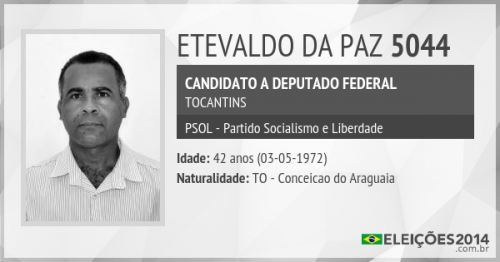 ETEVALDO DA PAZ 5044
CANDIDATO A DEPUTADO FEDERAL
TOCANTINS
PSOL - Partido Socialismo e Liberdade
Idade: 42 anos (03-05-1972)
Naturalidade: TO - Conceicao do Araguaia
ELEIÇÕES2014
.com.br